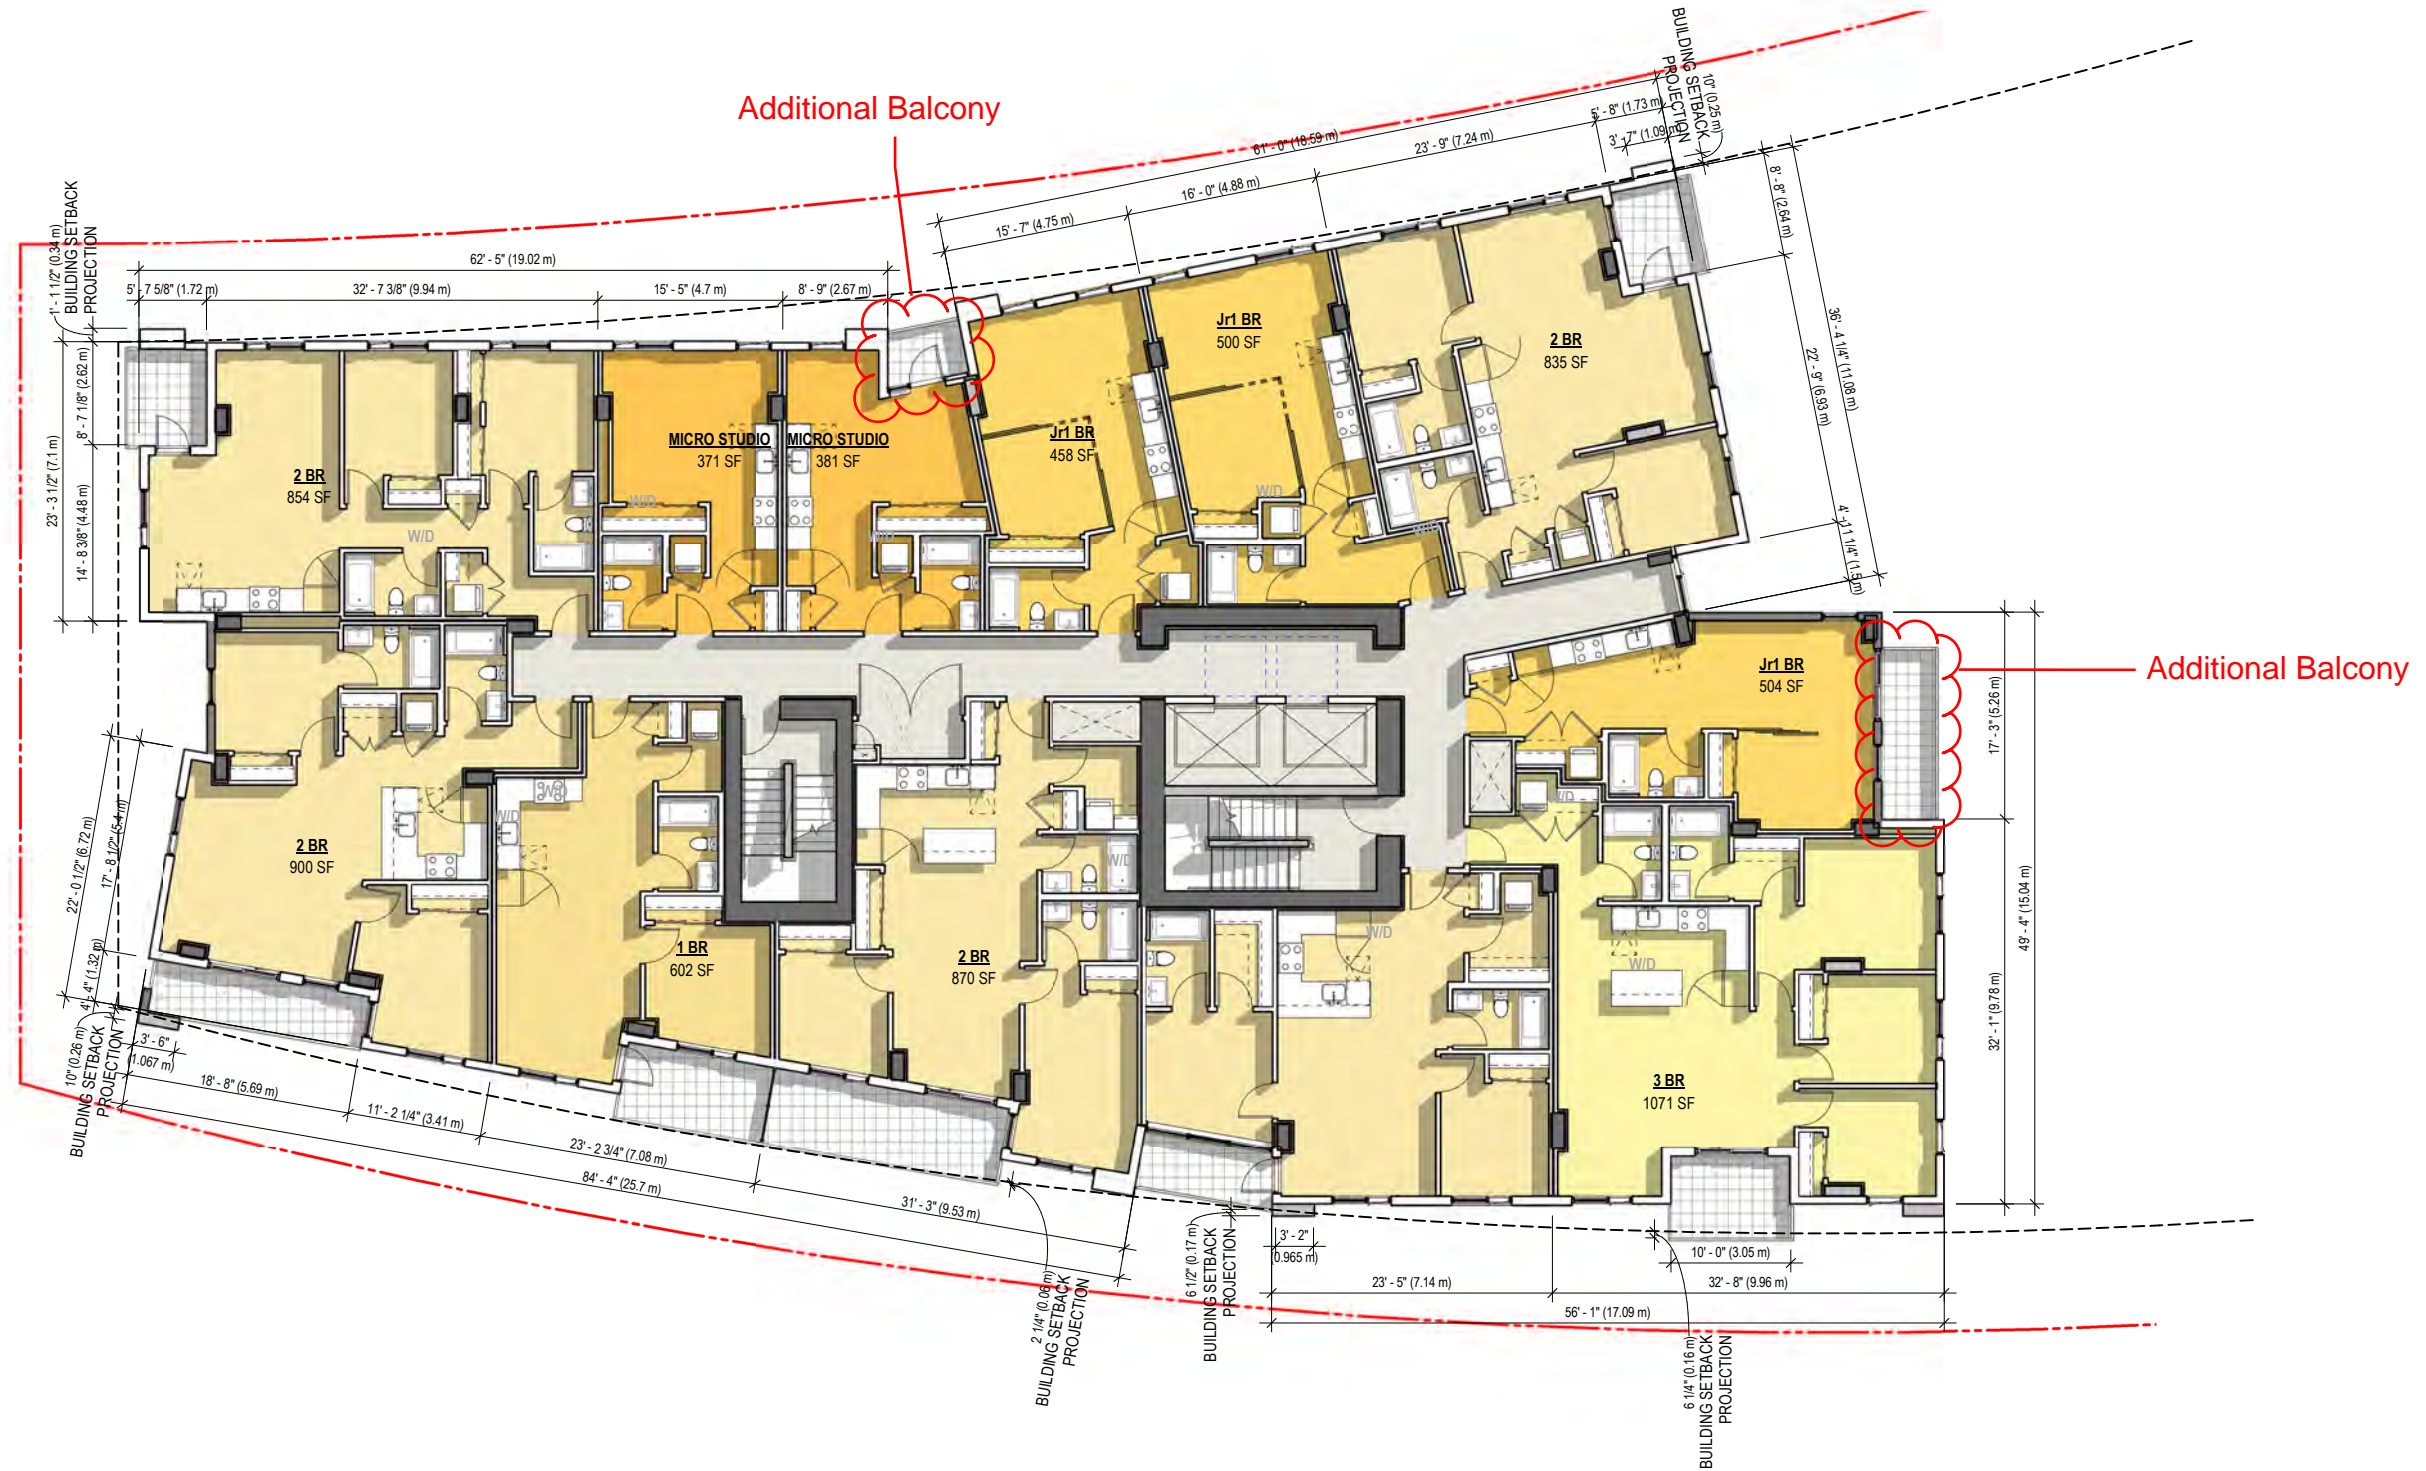 Additional Balcony
BUILDING SETBACK
PROJECTION
10" (0.25 m)
5' - 8" (1.73 m)
3' - 7" (1.09 m)
61' - 0" (18.59 m)
23' - 9" (7.24 m)
16' - 0" (4.88 m)
15' - 7" (4.75 m)
8' - 8" (2.64 m)
36' - 4 1/4" (11.08 m)
22' - 9" (6.93 m)
4' - 11 1/4" (1.5 m)
1' - 1 1/2" (0.34 m)
BUILDING SETBACK
PROJECTION
62' - 5" (19.02 m)
5' - 7 5/8" (1.72 m)
32' - 7 3/8" (9.94 m)
15' - 5" (4.7 m)
8' - 9" (2.67 m)
23' - 3 1/2" (7.1 m)
8' - 7 1/8" (2.62 m)
14' - 8 3/8" (4.48 m)
2 BR
854 SF
W/D
MICRO STUDIO
371 SF
W/D
MICRO STUDIO
381 SF
W/D
Jr1 BR
458 SF
Jr1 BR
500 SF
W/D
2 BR
835 SF
W/D
Jr1 BR
504 SF
Additional Balcony
17' - 3" (5.26 m)
49' - 4" (15.04 m)
32' - 1" (9.78 m)
2 BR
900 SF
W/D
W/D
1 BR
602 SF
2 BR
870 SF
W/D
W/D
W/D
W/D
3 BR
1071 SF
22' - 0 1/2" (6.72 m)
17' - 8 1/2" (5.4 m)
4' - 4" (1.32 m)
10" (0.26 m)
BUILDING SETBACK
PROJECTION
3' - 6"
(1.067 m)
18' - 8" (5.69 m)
11' - 2 1/4" (3.41 m)
23' - 2 3/4" (7.08 m)
84' - 4" (25.7 m)
31' - 3" (9.53 m)
2 1/4" (0.06 m)
BUILDING SETBACK
PROJECTION
6 1/2" (0.17 m)
BUILDING SETBACK
PROJECTION
3' - 2"
(0.965 m)
23' - 5" (7.14 m)
10' - 0" (3.05 m)
32' - 8" (9.96 m)
56' - 1" (17.09 m)
6 1/4" (0.16 m)
BUILDING SETBACK
PROJECTION